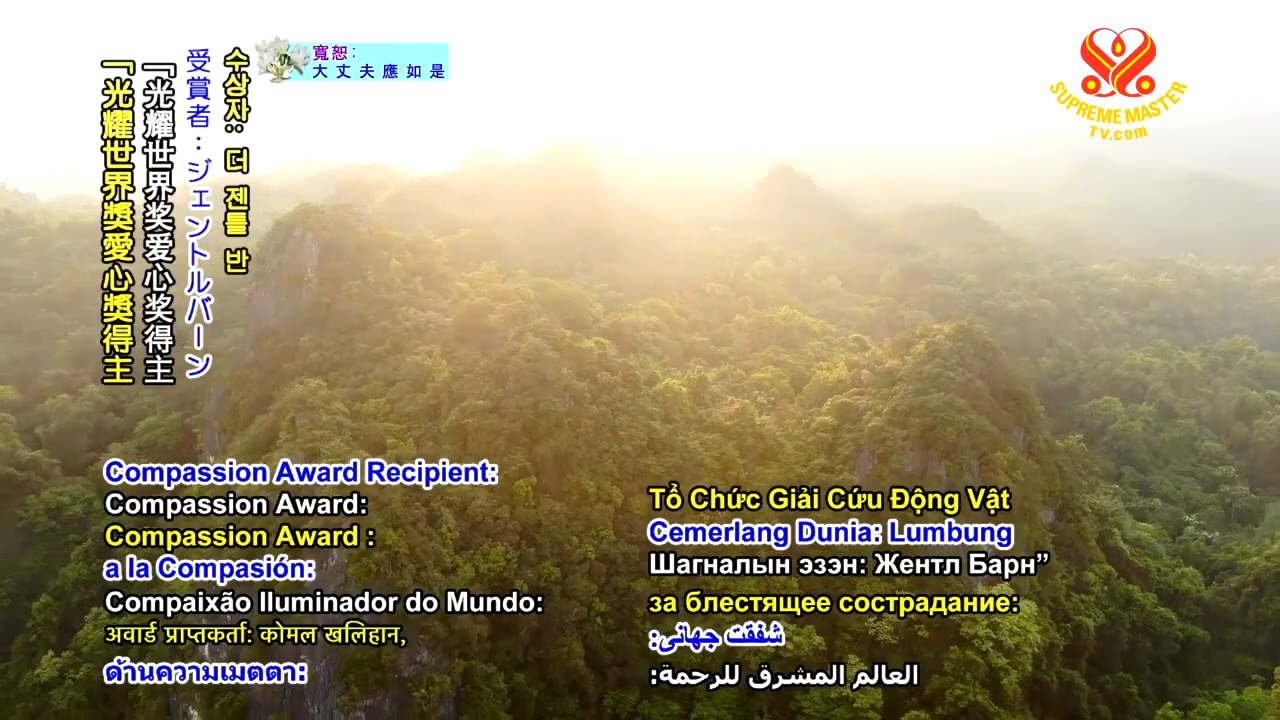 「光耀世界獎愛心獎得主
「光耀世界奖爱心奖得主
受賞者：ジェントルバーン
수상자: 더 젠틀 반
寬恕：
大丈夫應如是
SUPREME MASTER
TV.com
Compassion Award Recipient:
Compassion Award:
Compassion Award :
a la Compasión:
Compaixão Iluminador do Mundo:
अवार्ड प्राप्तकर्ता: कोमल खलिहान,
ด้านความเมตตา:
Tổ Chức Giải Cứu Động Vật
Cemerlang Dunia: Lumbung
Шагналын эзэн: Жентл Барн”
за блестящее сострадание:
شفقت جهانی:
العالم المشرق للرحمة: